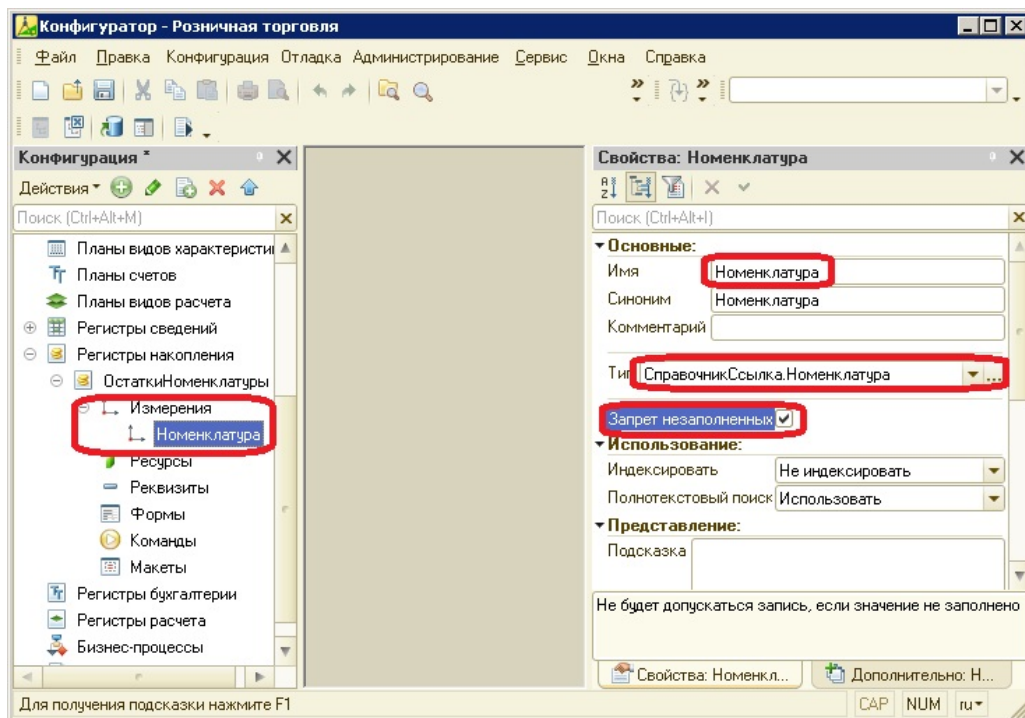 Конфигуратор - Розничная торговля
Файл Правка Конфигурация Отладка Администрирование Сервис Окна Справка
Конфигурация *
Действия
Поиск (Ctrl+Alt+M)
Планы видов характеристи
Планы счетов
Планы видов расчета
Регистры сведений
Регистры накопления
ОстаткиНоменклатуры
Измерения
Номенклатура
Ресурсы
Реквизиты
Формы
Команды
Макеты
Регистры бухгалтерии
Регистры расчета
Бизнес-процессы
Свойства: Номенклатура
Поиск (Ctrl+Alt+I)
Основные:
Имя Номенклатура
Синоним Номенклатура
Комментарий
Тип СправочникСсылка.Номенклатура
Запрет незаполненных
Использование:
Индексировать Не индексировать
Полнотекстовый поиск Использовать
Представление:
Подсказка
Не будет допускаться запись, если значение не заполнено
Свойства: Номенкл... Дополнительно: Н...
Для получения подсказки нажмите F1 CAP NUM ru